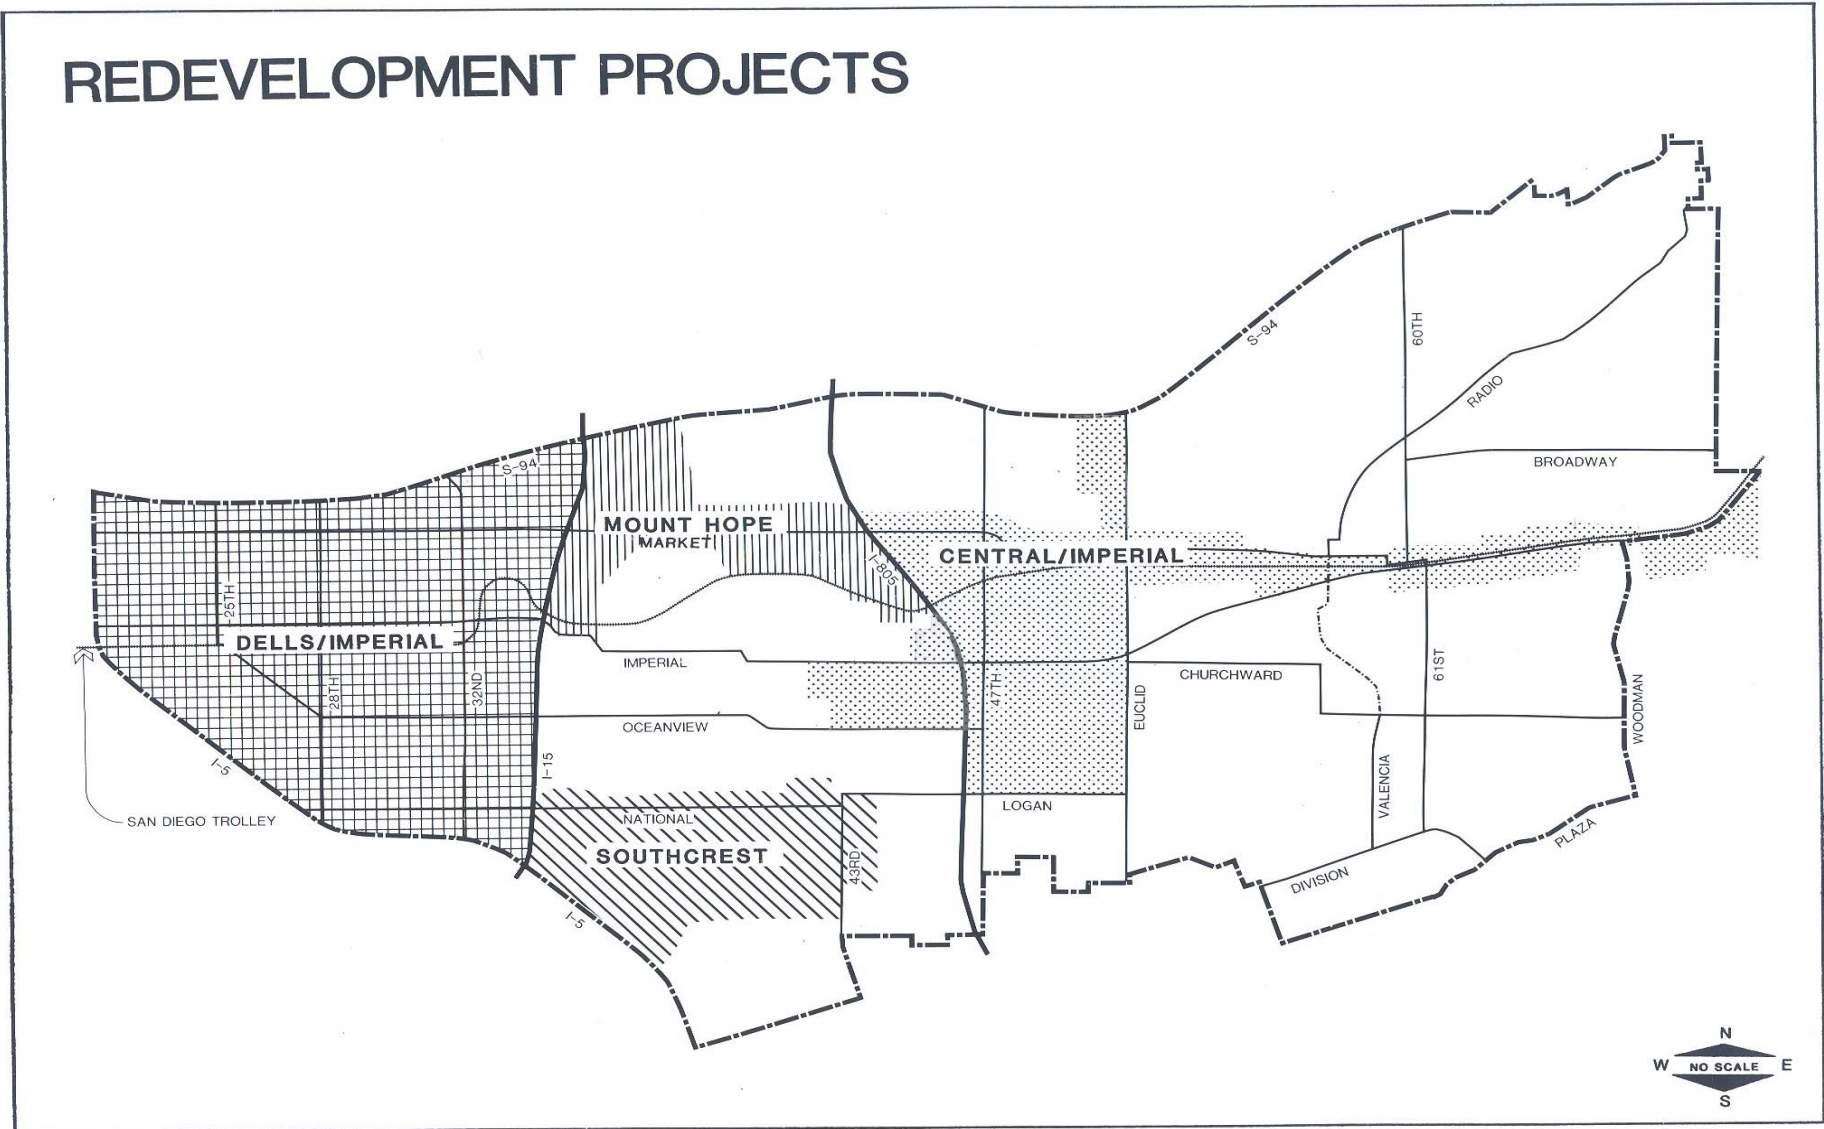 REDEVELOPMENT PROJECTS
S-94
60TH
RADIO
BROADWAY
S-94
MOUNT HOPE
MARKET
I-805
CENTRAL/IMPERIAL
25TH
DELLS/IMPERIAL
28TH
32ND
IMPERIAL
47TH
EUCLID
CHURCHWARD
61ST
WOODMAN
OCEANVIEW
I-15
I-5
VALENCIA
SAN DIEGO TROLLEY
NATIONAL
LOGAN
SOUTHCREST
43RD
DIVISION
PLAZA
I-5
N
W NO SCALE E
S